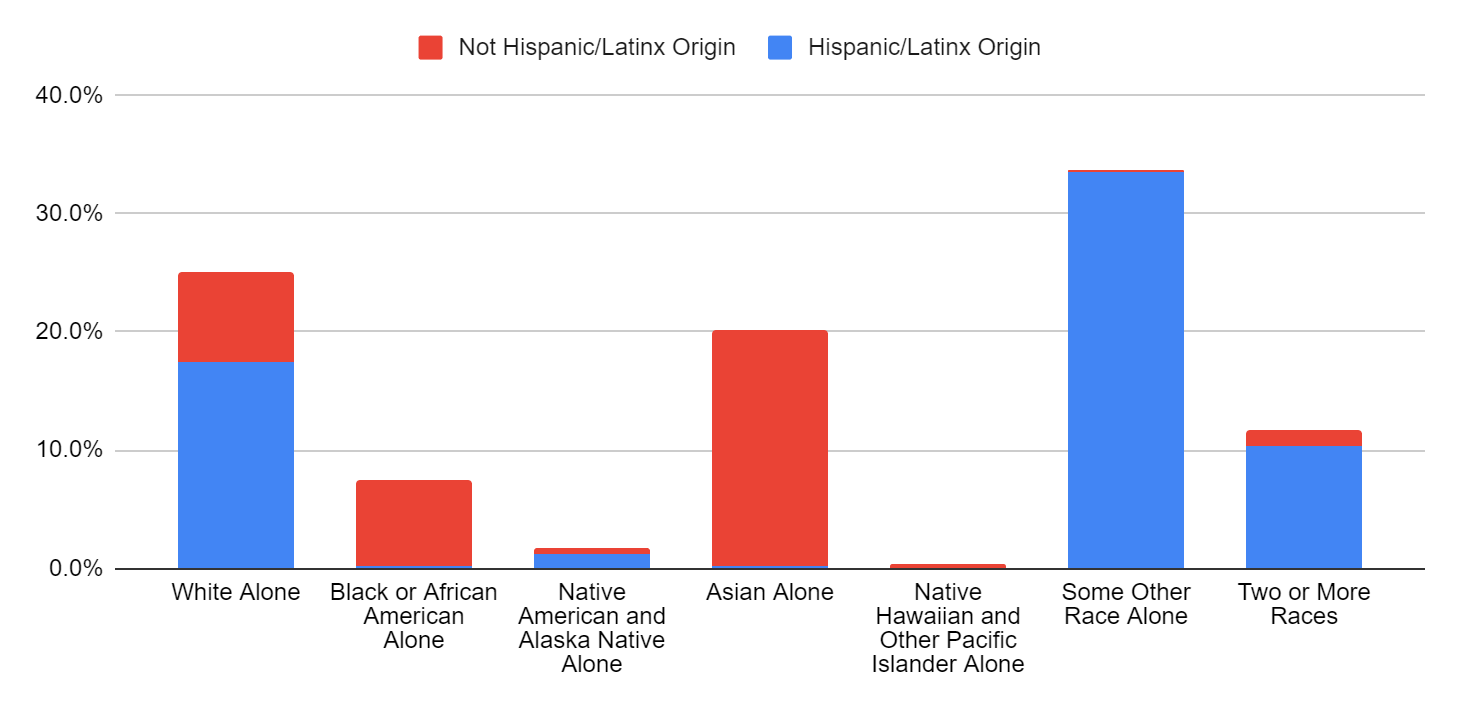 Not Hispanic/Latinx Origin
Hispanic/Latinx Origin
40.0%
30.0%
20.0%
10.0%
0.0%
White Alone
Black or African
American
Alone
Native
American and
Alaska Native
Alone
Asian Alone
Native
Hawaiian and
Other Pacific
Islander Alone
Some Other
Race Alone
Two or More
Races